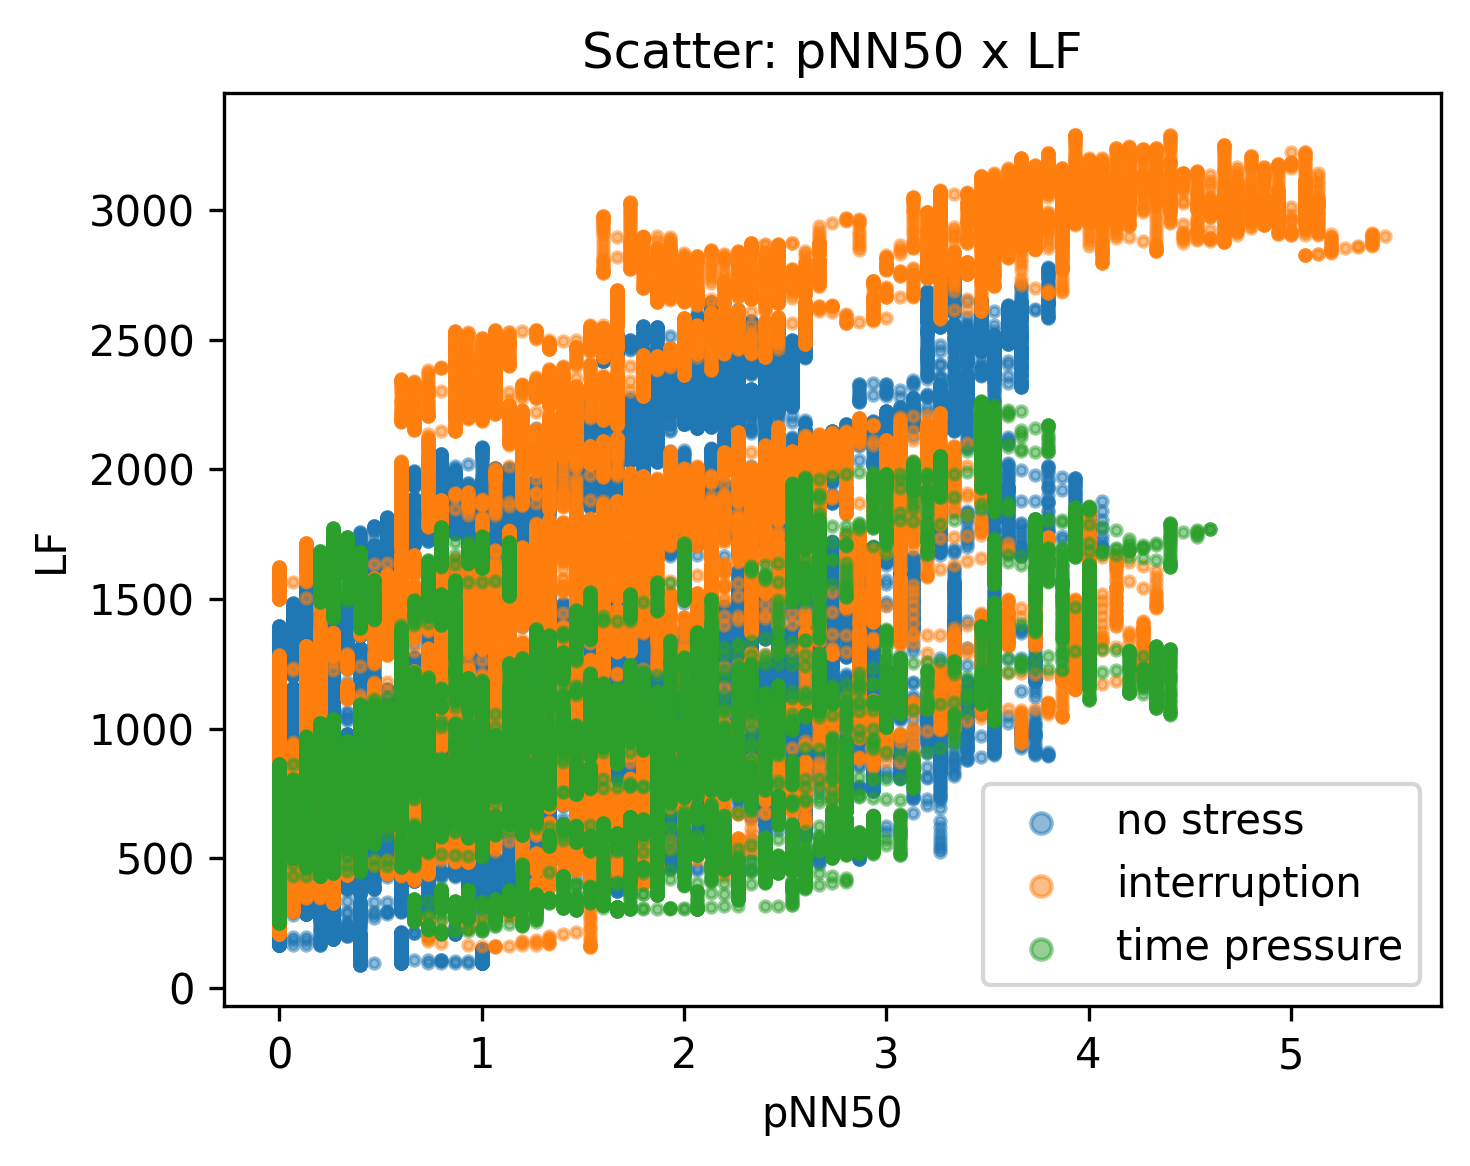 Scatter: pNN50 x LF
LF
3000
2500
2000
1500
1000
500
0
no stress
interruption
time pressure
0 1 2 3 4 5
pNN50